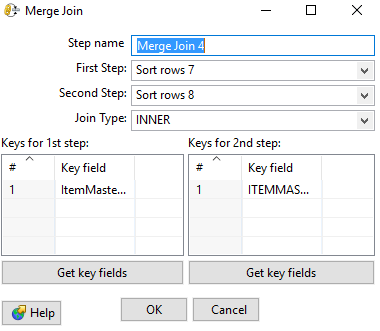 Merge Join
Step name Merge Join 4
First Step: Sort rows 7
Second Step: Sort rows 8
Join Type: INNER
Keys for 1st step: Keys for 2nd step:
# Key field # Key field
1 ItemMaste... 1 ITEMMAS...
Get key fields Get key fields
Help OK Cancel